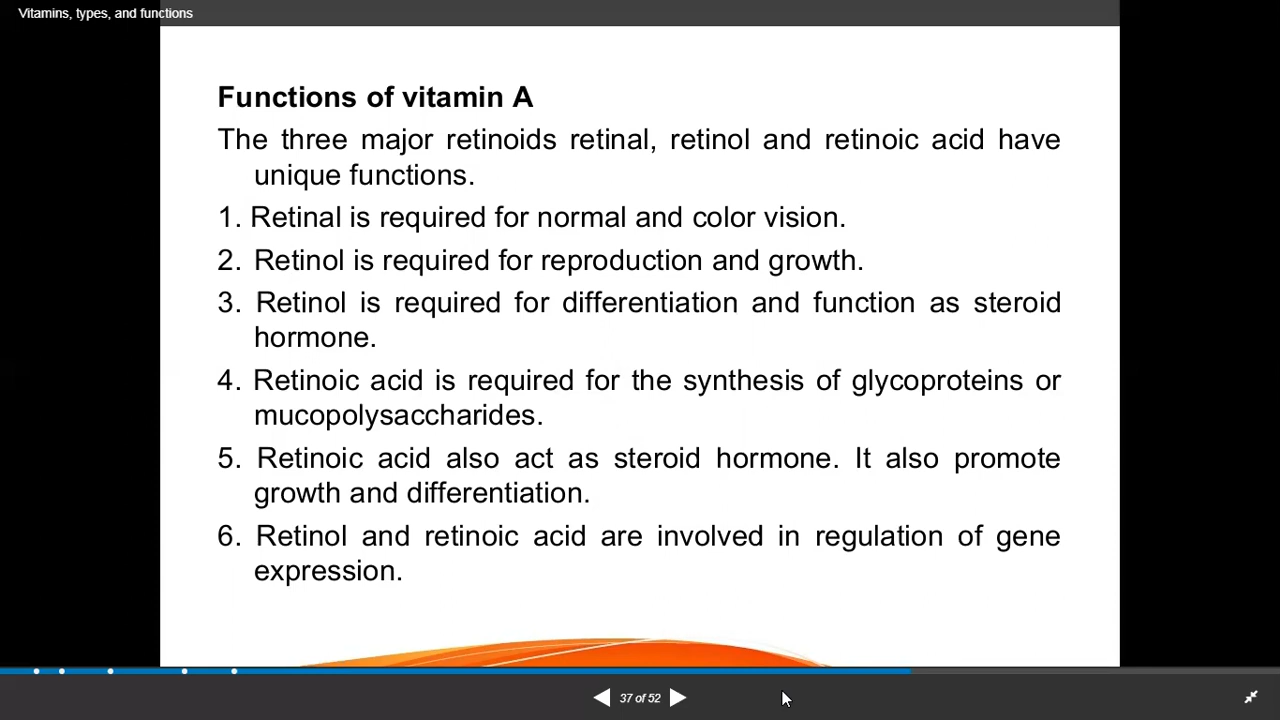 Vitamins, types, and functions
Functions of vitamin A
The three major retinoids retinal, retinol and retinoic acid have
unique functions.
1. Retinal is required for normal and color vision.
2. Retinol is required for reproduction and growth.
3. Retinol is required for differentiation and function as steroid
hormone.
4. Retinoic acid is required for the synthesis of glycoproteins or
mucopolysaccharides.
5. Retinoic acid also act as steroid hormone. It also promote
growth and differentiation.
6. Retinol and retinoic acid are involved in regulation of gene
expression.
37 of 52